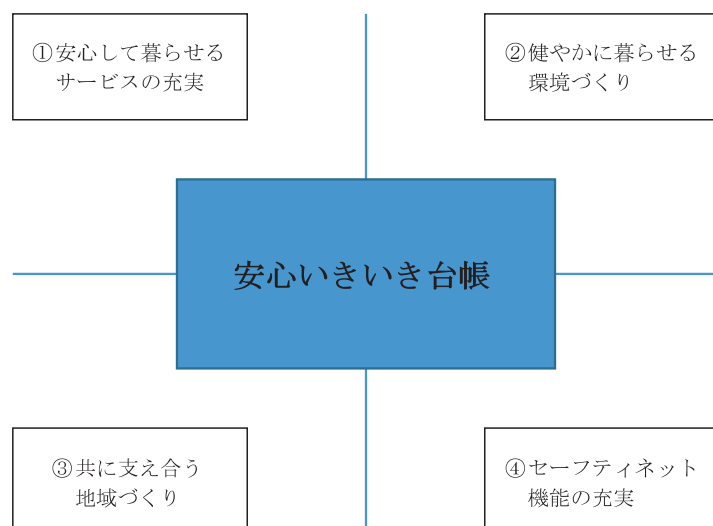 ①安心して暮らせる
サービスの充実
②健やかに暮らせる
環境づくり
安心いきいき台帳
③共に支え合う
地域づくり
④セーフティネット
機能の充実